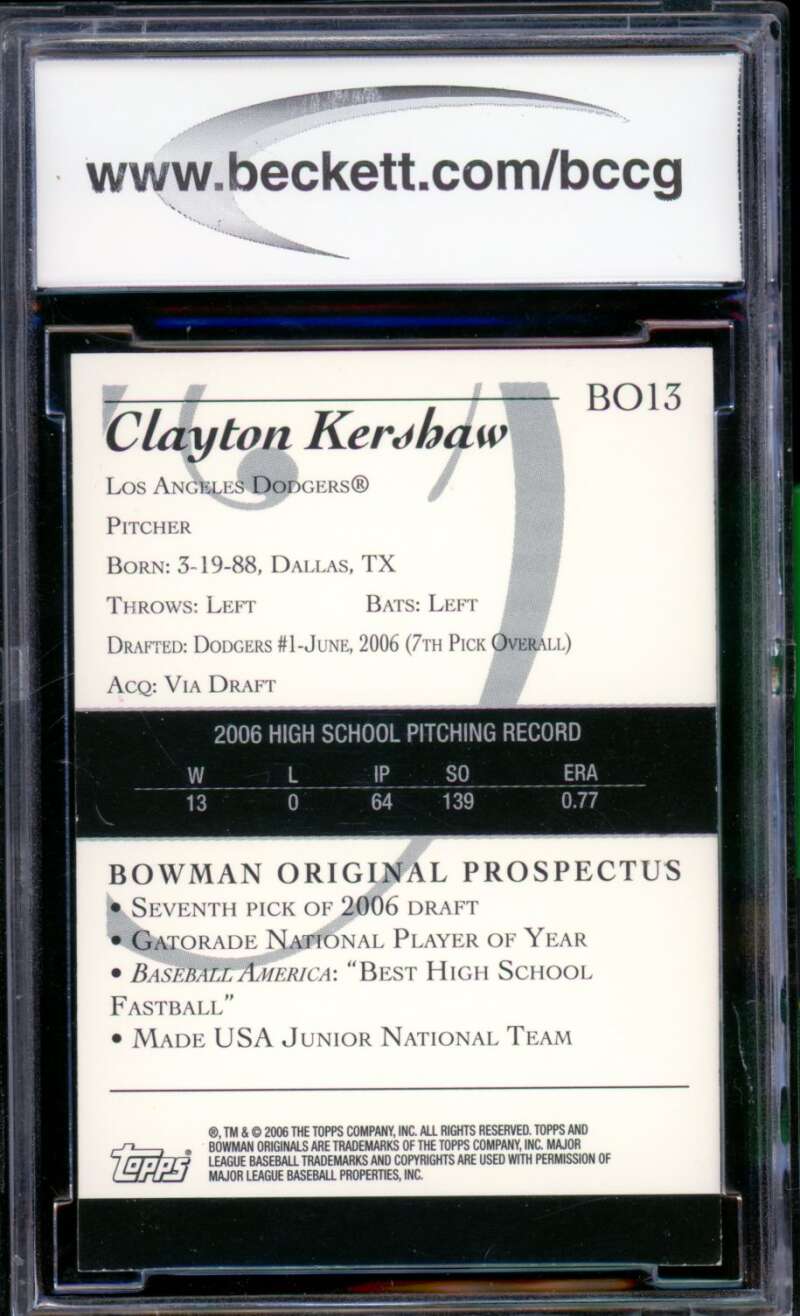 www.beckett.com/bccg
BO13
Clayton Kershaw
Los Angeles Dodgers®
Pitcher
Born: 3-19-88, Dallas, TX
Throws: Left Bats: Left
Drafted: Dodgers #1-June, 2006 (7th Pick Overall)
Acq: Via Draft
2006 HIGH SCHOOL PITCHING RECORD
W L IP SO ERA
13 0 64 139 0.77
BOWMAN ORIGINAL PROSPECTUS
• Seventh pick of 2006 draft
• Gatorade National Player of Year
• Baseball America: “Best High School
Fastball”
• Made USA Junior National Team
®, TM & © 2006 THE TOPPS COMPANY, INC. ALL RIGHTS RESERVED. TOPPS AND
BOWMAN ORIGINALS ARE TRADEMARKS OF THE TOPPS COMPANY, INC. MAJOR
LEAGUE BASEBALL TRADEMARKS AND COPYRIGHTS ARE USED WITH PERMISSION OF
MAJOR LEAGUE BASEBALL PROPERTIES, INC.
topps®